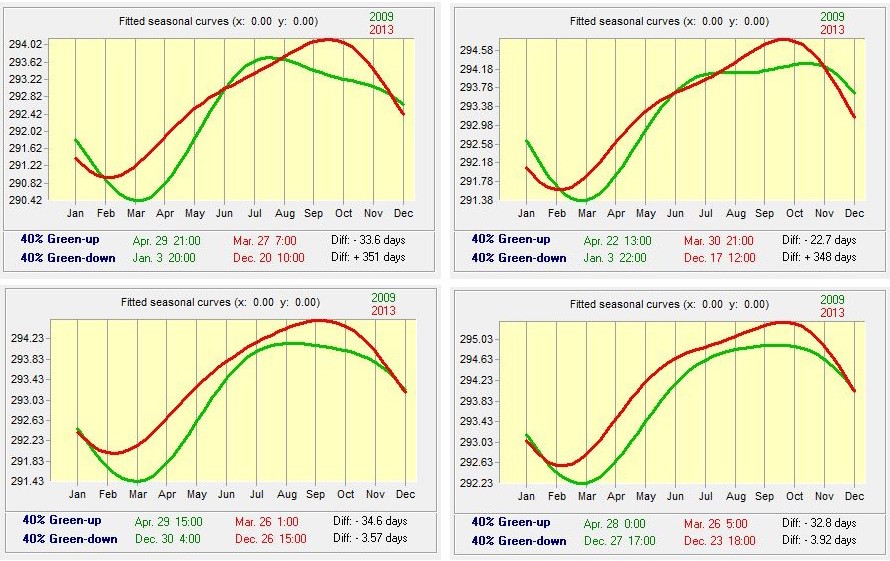 Fitted seasonal curves (x: 0.00 y: 0.00)
2009
2013
294.02
293.62
293.22
292.82
292.42
292.02
291.62
291.22
290.82
290.42
Jan Feb Mar Apr May Jun Jul Aug Sep Oct Nov Dec
40% Green-up Apr. 29 21:00 Mar. 27 7:00 Diff: - 33.6 days
40% Green-down Jan. 3 20:00 Dec. 20 10:00 Diff: + 351 days
Fitted seasonal curves (x: 0.00 y: 0.00)
2009
2013
294.58
294.18
293.78
293.38
292.98
292.58
292.18
291.78
291.38
Jan Feb Mar Apr May Jun Jul Aug Sep Oct Nov Dec
40% Green-up Apr. 22 13:00 Mar. 30 21:00 Diff: - 22.7 days
40% Green-down Jan. 3 22:00 Dec. 17 12:00 Diff: + 348 days
Fitted seasonal curves (x: 0.00 y: 0.00)
2009
2013
294.23
293.83
293.43
293.03
292.63
292.23
291.83
291.43
Jan Feb Mar Apr May Jun Jul Aug Sep Oct Nov Dec
40% Green-up Apr. 29 15:00 Mar. 26 1:00 Diff: - 34.6 days
40% Green-down Dec. 30 4:00 Dec. 26 15:00 Diff: - 3.57 days
Fitted seasonal curves (x: 0.00 y: 0.00)
2009
2013
295.03
294.63
294.23
293.83
293.43
293.03
292.63
292.23
Jan Feb Mar Apr May Jun Jul Aug Sep Oct Nov Dec
40% Green-up Apr. 28 0:00 Mar. 26 5:00 Diff: - 32.8 days
40% Green-down Dec. 27 17:00 Dec. 23 18:00 Diff: - 3.92 days